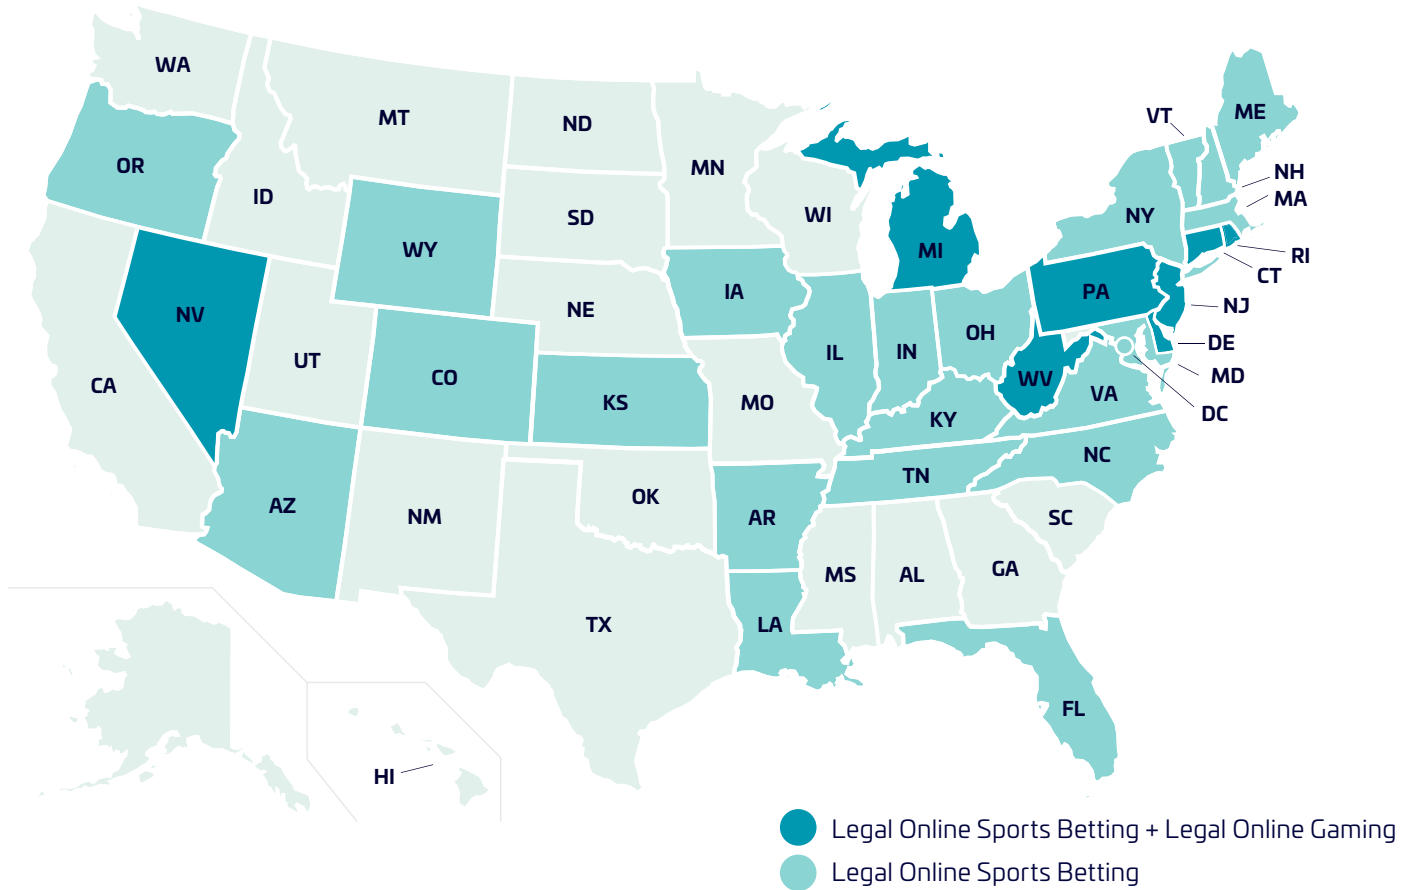 WA
MT
ND
MN
VT
ME
OR
ID
SD
WI
NH
MA
NY
WY
MI
RI
CT
NV
NE
IA
PA
NJ
UT
CO
IL
IN
OH
DE
CA
KS
MO
WV
VA
MD
KY
DC
NC
TN
AZ
NM
OK
AR
SC
MS
AL
GA
TX
LA
FL
HI
Legal Online Sports Betting + Legal Online Gaming
Legal Online Sports Betting